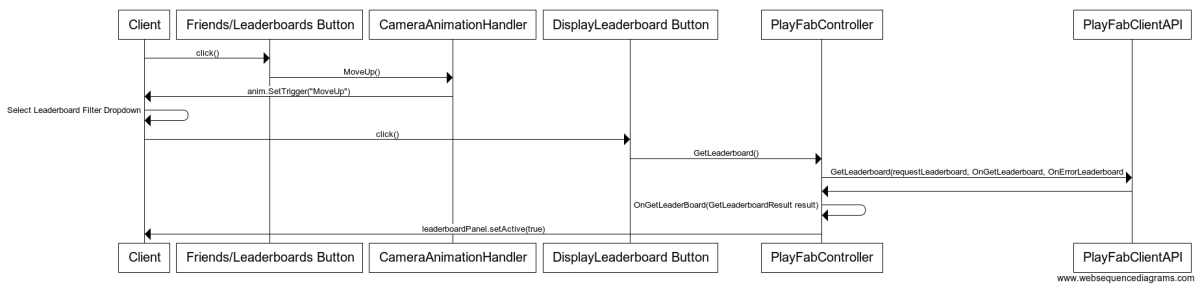 Client
Friends/Leaderboards Button
CameraAnimationHandler
DisplayLeaderboard Button
PlayFabController
PlayFabClientAPI
click()
MoveUp()
anim.SetTrigger("MoveUp")
Select Leaderboard Filter Dropdown
click()
GetLeaderboard()
GetLeaderboard(requestLeaderboard, OnGetLeaderboard, OnErrorLeaderboard
OnGetLeaderBoard(GetLeaderboardResult result)
leaderboardPanel.setActive(true)
Client
Friends/Leaderboards Button
CameraAnimationHandler
DisplayLeaderboard Button
PlayFabController
PlayFabClientAPI
www.websequencediagrams.com